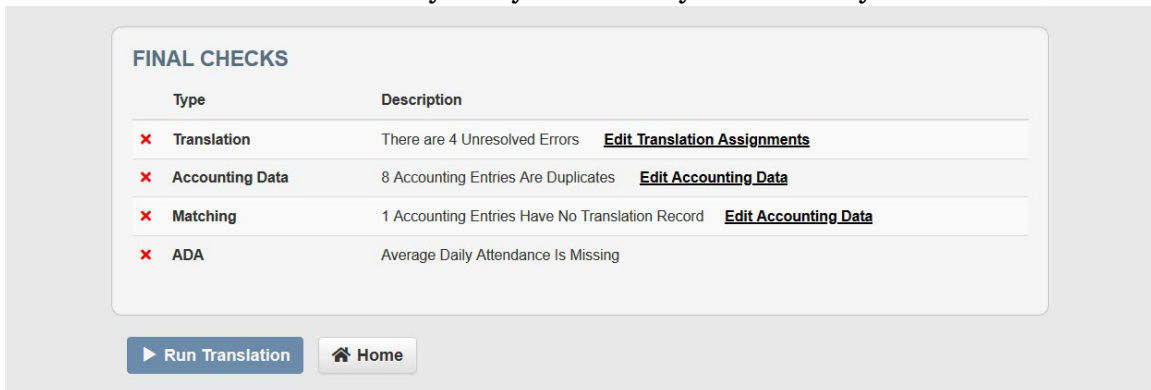 FINAL CHECKS
Type Description
Translation There are 4 Unresolved Errors Edit Translation Assignments
Accounting Data 8 Accounting Entries Are Duplicates Edit Accounting Data
Matching 1 Accounting Entries Have No Translation Record Edit Accounting Data
ADA Average Daily Attendance Is Missing
Run Translation Home